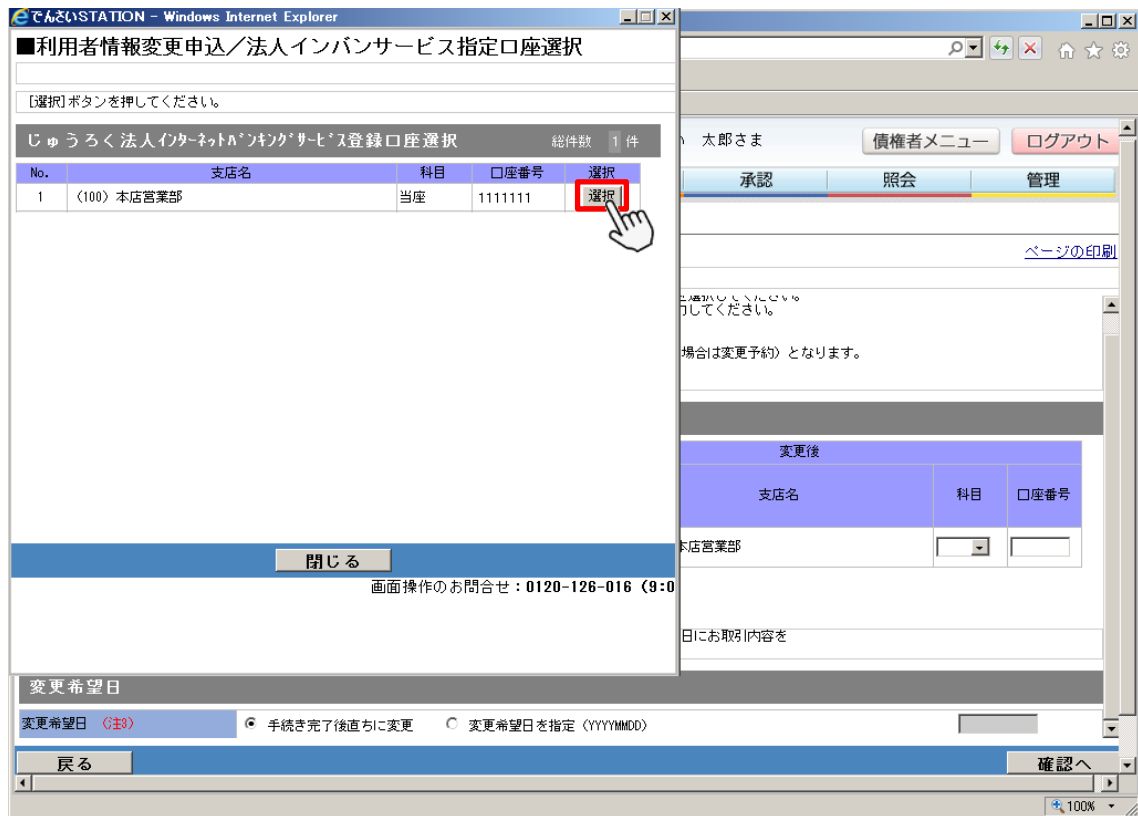 でんさいSTATION - Windows Internet Explorer
■利用者情報変更申込／法人インバンサービス指定口座選択
[選択]ボタンを押してください。
じゅうろく法人ｲﾝﾀｰﾈｯﾄﾊﾞﾝｷﾝｸﾞｻｰﾋﾞｽ登録口座選択 総件数 1 件
No. 支店名 科目 口座番号 選択
1 (100) 本店営業部 当座 1111111 選択
閉じる
画面操作のお問合せ：0120-126-016 (9:0
太郎さま 債権者メニュー ログアウト
承認 照会 管理
ページの印刷
力してください。
場合は変更予約）となります。
変更後
支店名 科目 口座番号
本店営業部
日にお取引内容を
変更希望日
変更希望日 （注3） 手続き完了後直ちに変更 変更希望日を指定（YYYYMMDD）
戻る 確認へ
100%